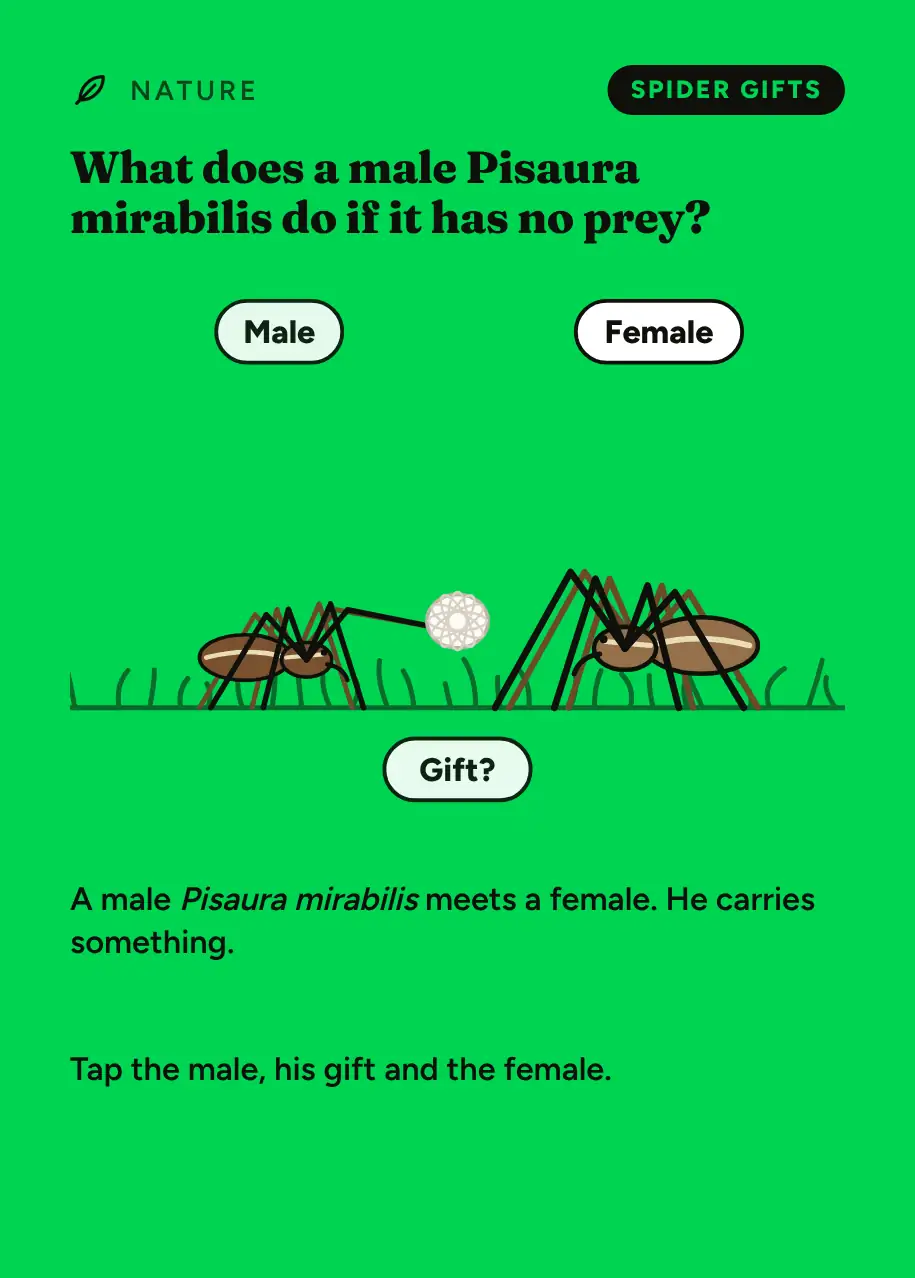 NATURE
SPIDER GIFTS
What does a male Pisaura
mirabilis do if it has no prey?
Male
Female
Gift?
A male Pisaura mirabilis meets a female. He carries
something.
Tap the male, his gift and the female.